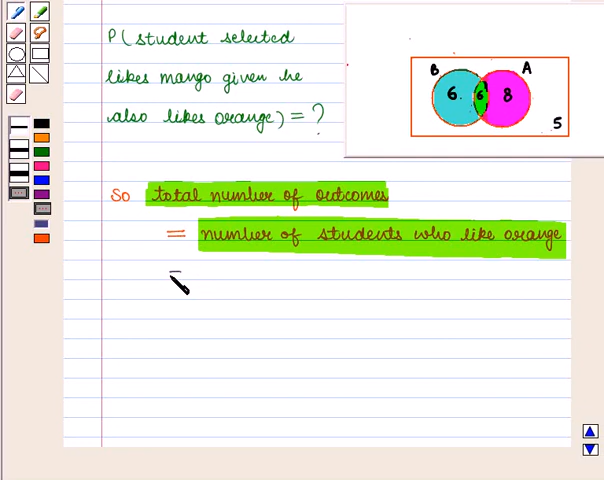 P(student selected
likes mango given he
also likes orange) = ?
B A
6. 6 8
5
So total number of outcomes
= number of students who like orange
=